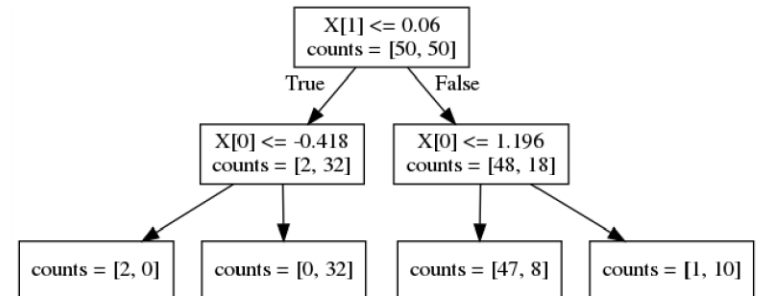 X[1] <= 0.06
counts = [50, 50]
True
False
X[0] <= -0.418
counts = [2, 32]
X[0] <= 1.196
counts = [48, 18]
counts = [2, 0]
counts = [0, 32]
counts = [47, 8]
counts = [1, 10]